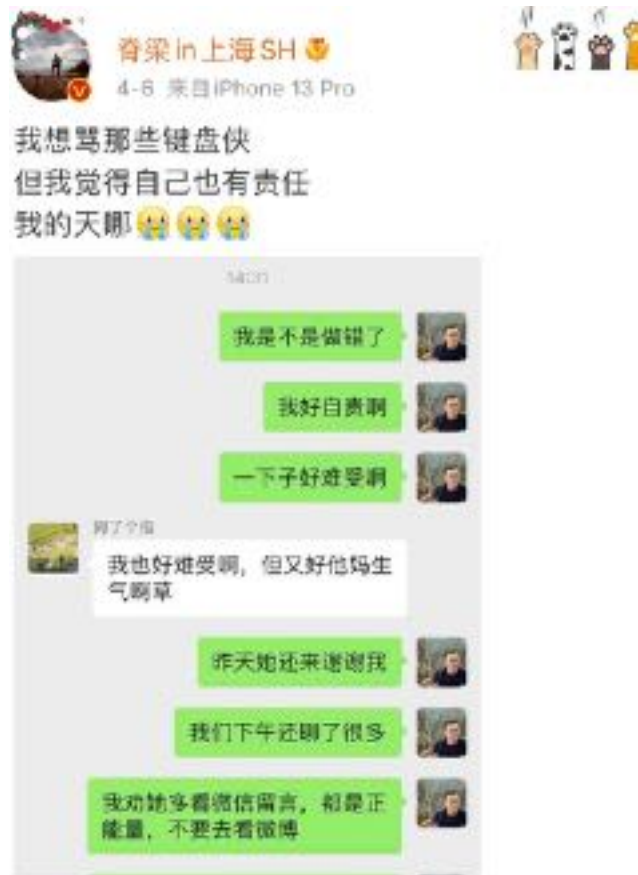 脊梁in上海SH
4-6 来自iPhone 13 Pro
我想骂那些键盘侠
但我觉得自己也有责任
我的天哪
我是不是做错了
我好自责啊
一下子好难受啊
我也好难受啊，但又好他妈生
气啊草
昨天她还来谢谢我
我们下午还聊了很多
我劝她多看微信留言，都是正
能量，不要去看微博